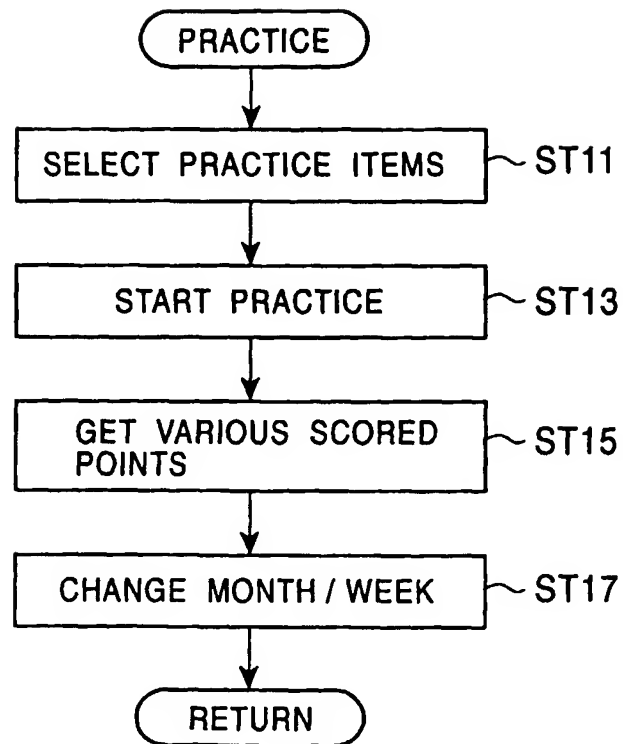 PRACTICE
SELECT PRACTICE ITEMS ST11
START PRACTICE ST13
GET VARIOUS SCORED
POINTS ST15
CHANGE MONTH / WEEK ST17
RETURN